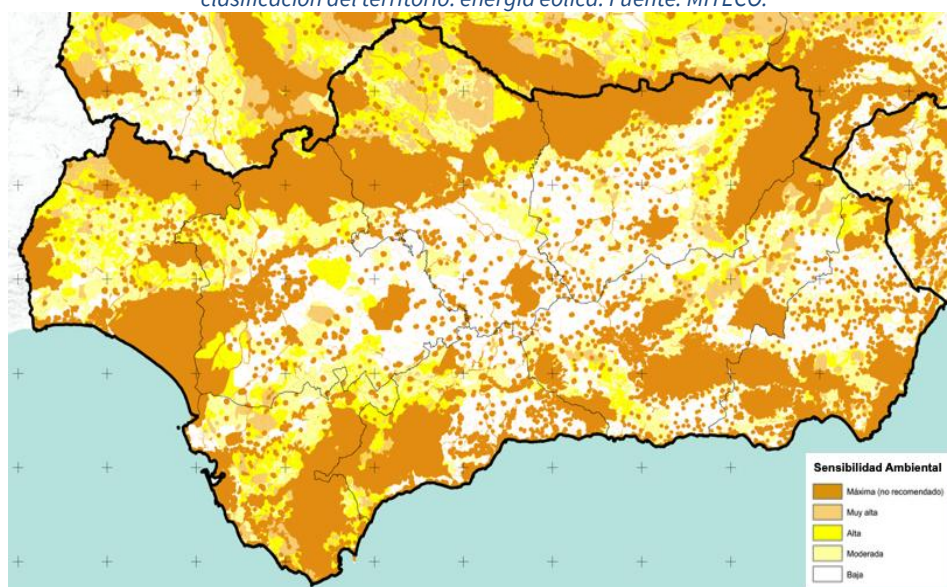 clasificación del territorio: energía eólica. Fuente: MITECO.
Sensibilidad Ambiental
Máxima (no recomendado)
Muy alta
Alta
Moderada
Baja